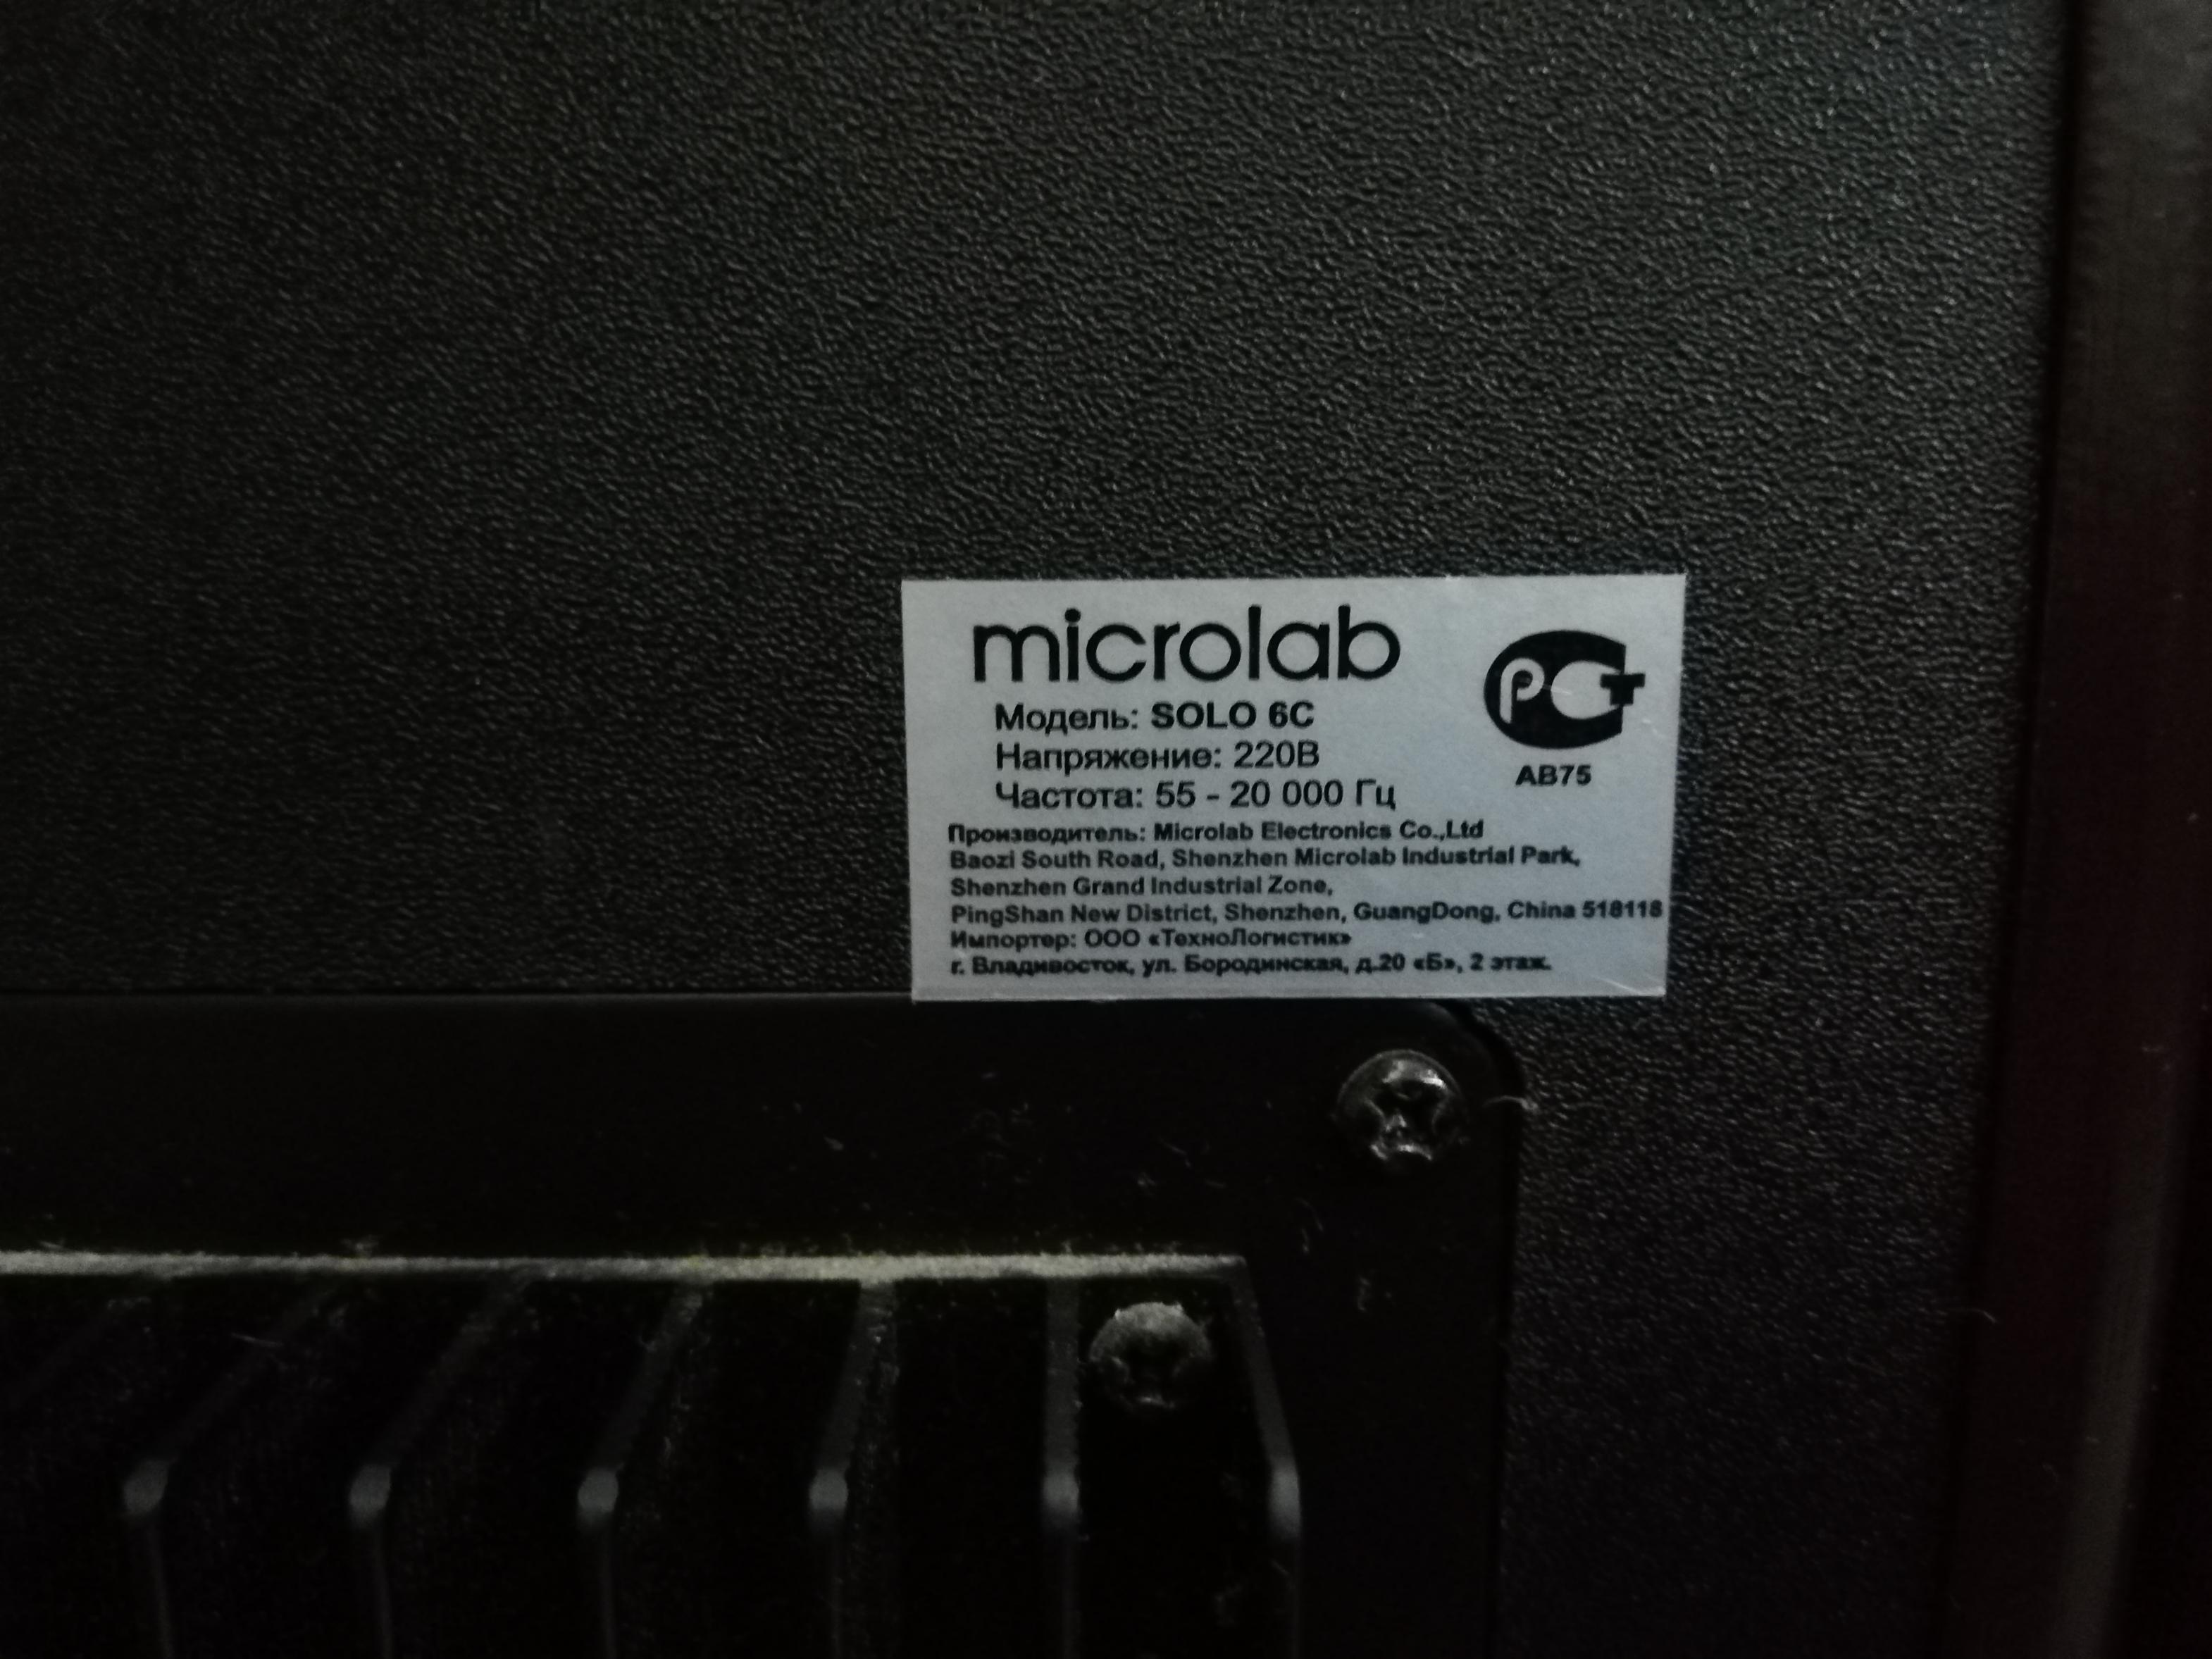 microlab
РСТ
АВ75
Модель: SOLO 6C
Напряжение: 220В
Частота: 55 - 20 000 Гц
Производитель: Microlab Electronics Co.,Ltd
Baozi South Road, Shenzhen Microlab Industrial Park,
Shenzhen Grand Industrial Zone,
PingShan New District, Shenzhen, GuangDong, China 518118
Импортер: ООО «ТехноЛогистик»
г. Владивосток, ул. Бородинская, д.20 «Б», 2 этаж.